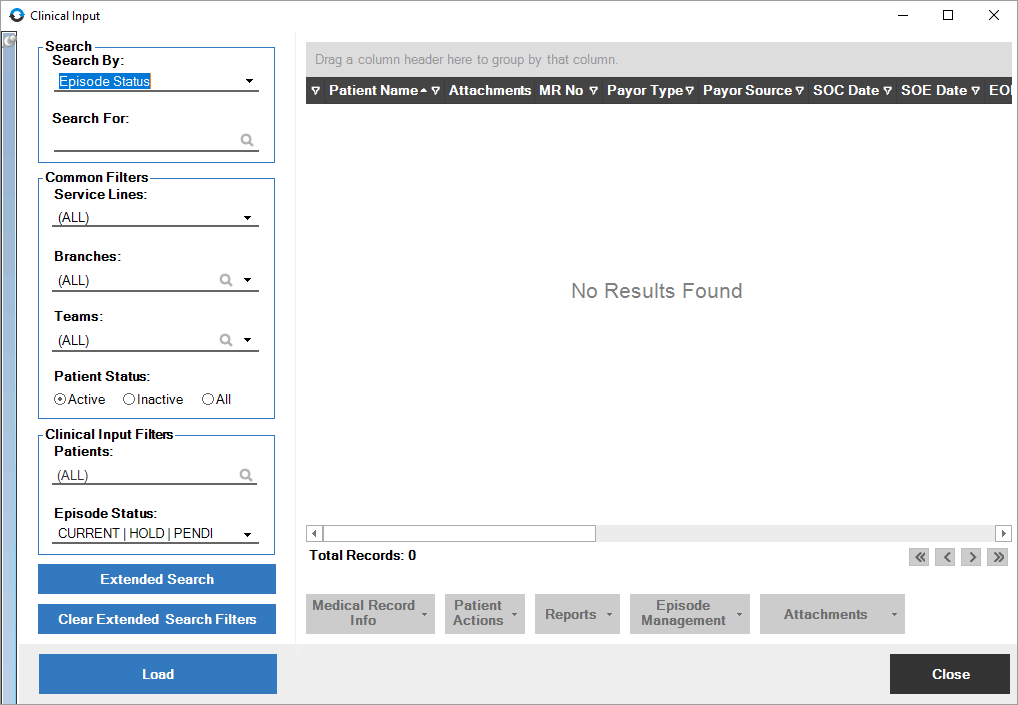 Clinical Input
Search
Search By:
Episode Status
Search For:
Common Filters
Service Lines:
(ALL)
Branches:
(ALL)
Teams:
(ALL)
Patient Status:
Active Inactive All
Clinical Input Filters
Patients:
(ALL)
Episode Status:
CURRENT | HOLD | PENDI
Extended Search
Clear Extended Search Filters
Load
Drag a column header here to group by that column.
Patient Name Attachments MR No Payor Type Payor Source SOC Date SOE Date EO
No Results Found
Total Records: 0
Medical Record
Info
Patient
Actions
Reports
Episode
Management
Attachments
Close